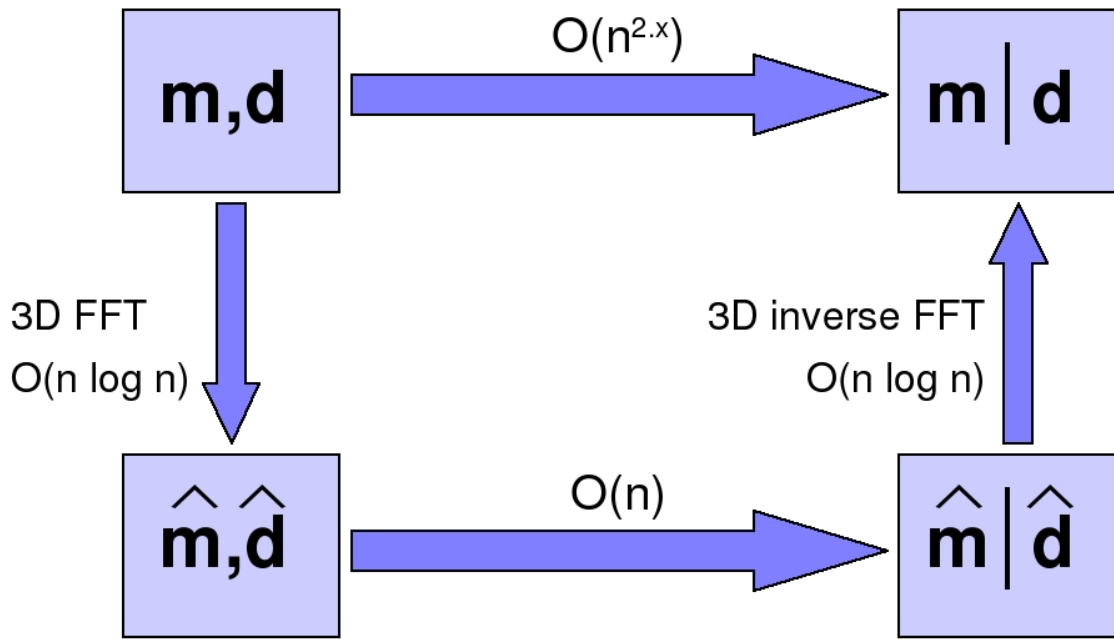 O(n²·ˣ)
m,d
m | d
3D FFT
O(n log n)
3D inverse FFT
O(n log n)
O(n)
m̂,d̂
m̂ | d̂